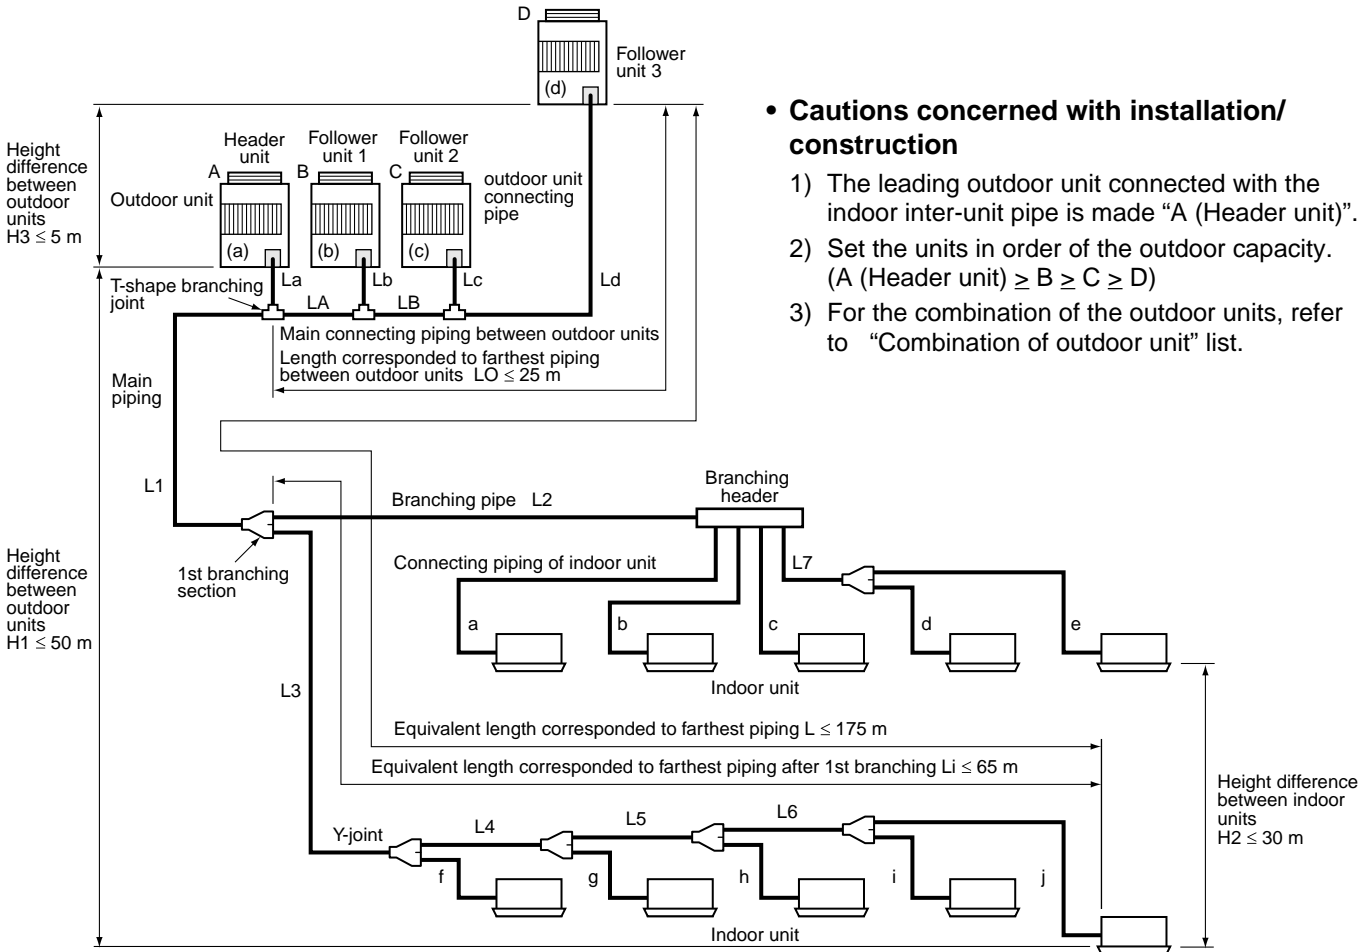 D
Follower
unit 3
(d)
Height
difference
between
outdoor
units
H3 ≤ 5 m
Header
unit
Follower
unit 1
Follower
unit 2
A
B
C
Outdoor unit
outdoor unit
connecting
pipe
(a)
(b)
(c)
La
Lb
Lc
Ld
T-shape branching
joint
LA
LB
Main connecting piping between outdoor units
Length corresponded to farthest piping
between outdoor units LO ≤ 25 m
Main
piping
• Cautions concerned with installation/
construction
1) The leading outdoor unit connected with the
indoor inter-unit pipe is made “A (Header unit)”.
2) Set the units in order of the outdoor capacity.
(A (Header unit) ≥ B ≥ C ≥ D)
3) For the combination of the outdoor units, refer
to “Combination of outdoor unit” list.
L1
Branching pipe L2
Branching
header
1st branching
section
Connecting piping of indoor unit
L7
Height
difference
between
outdoor
units
H1 ≤ 50 m
a
b
c
d
e
Indoor unit
L3
Equivalent length corresponded to farthest piping L ≤ 175 m
Equivalent length corresponded to farthest piping after 1st branching Li ≤ 65 m
Height difference
between indoor
units
H2 ≤ 30 m
Y-joint
L4
L5
L6
f
g
h
i
j
Indoor unit